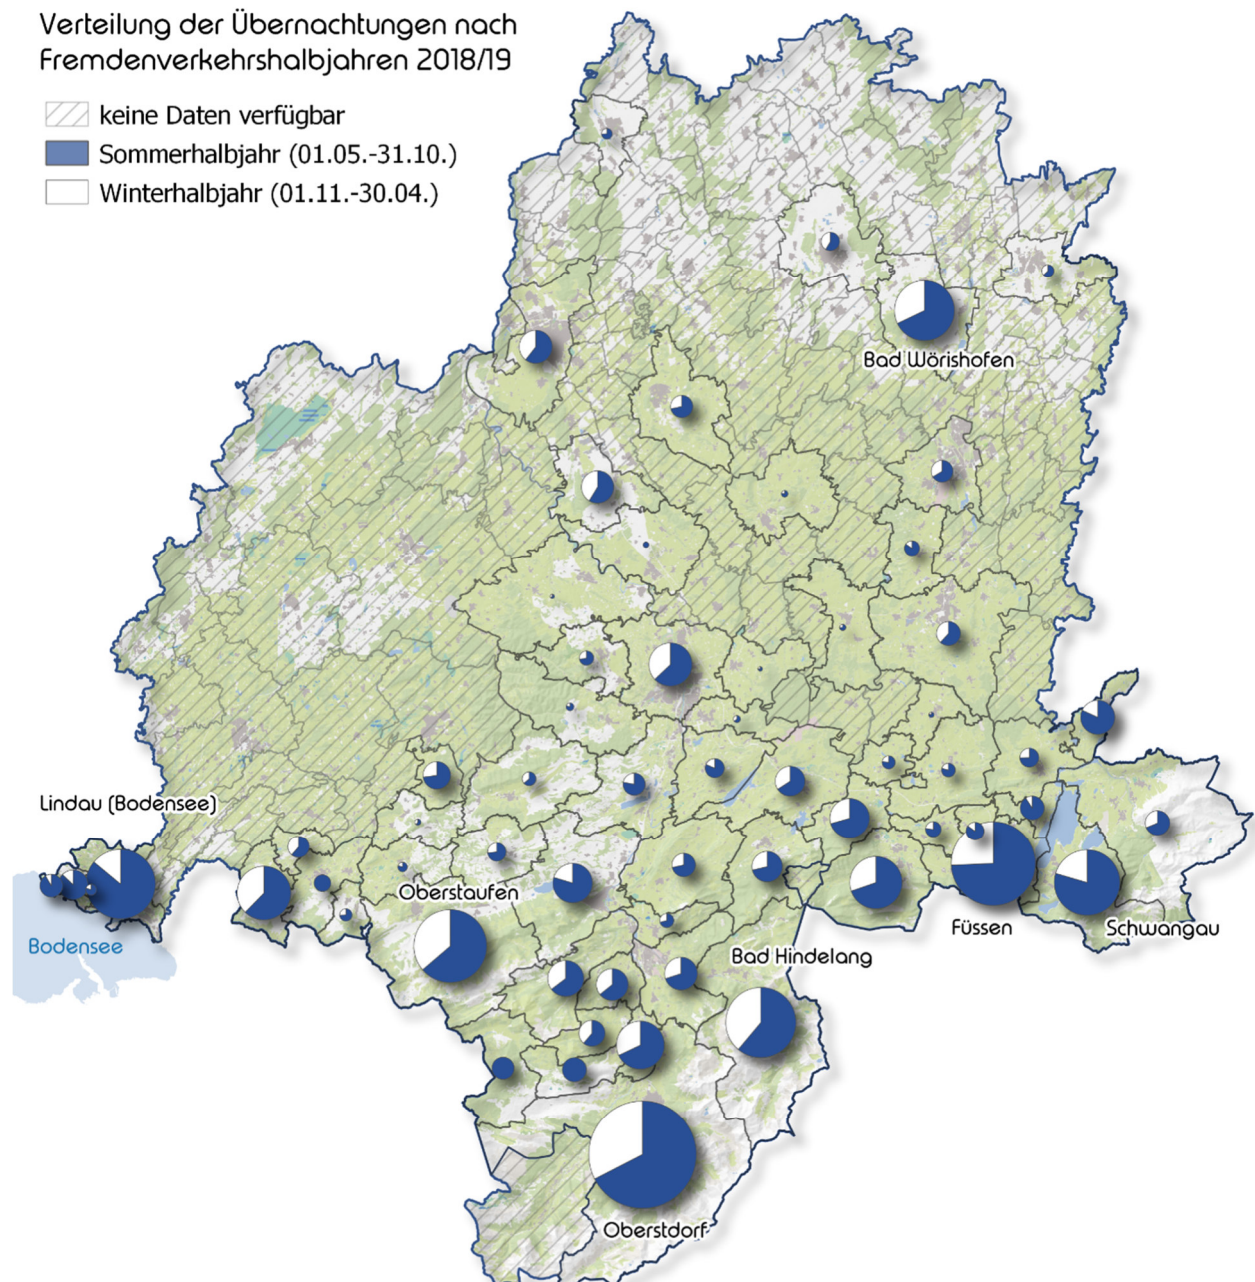 Verteilung der Übernachtungen nach
Fremdenverkehrshalbjahren 2018/19
keine Daten verfügbar
Sommerhalbjahr (01.05.-31.10.)
Winterhalbjahr (01.11.-30.04.)
Bad Wörishofen
Lindau (Bodensee)
Oberstaufen
Bodensee
Füssen
Schwangau
Bad Hindelang
Oberstdorf